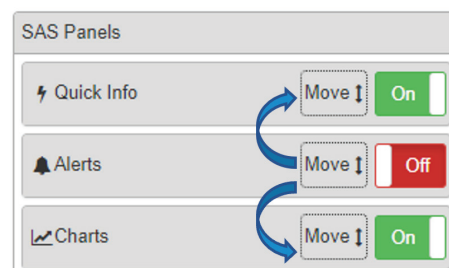 SAS Panels
Quick Info Move On
Alerts Move Off
Charts Move On